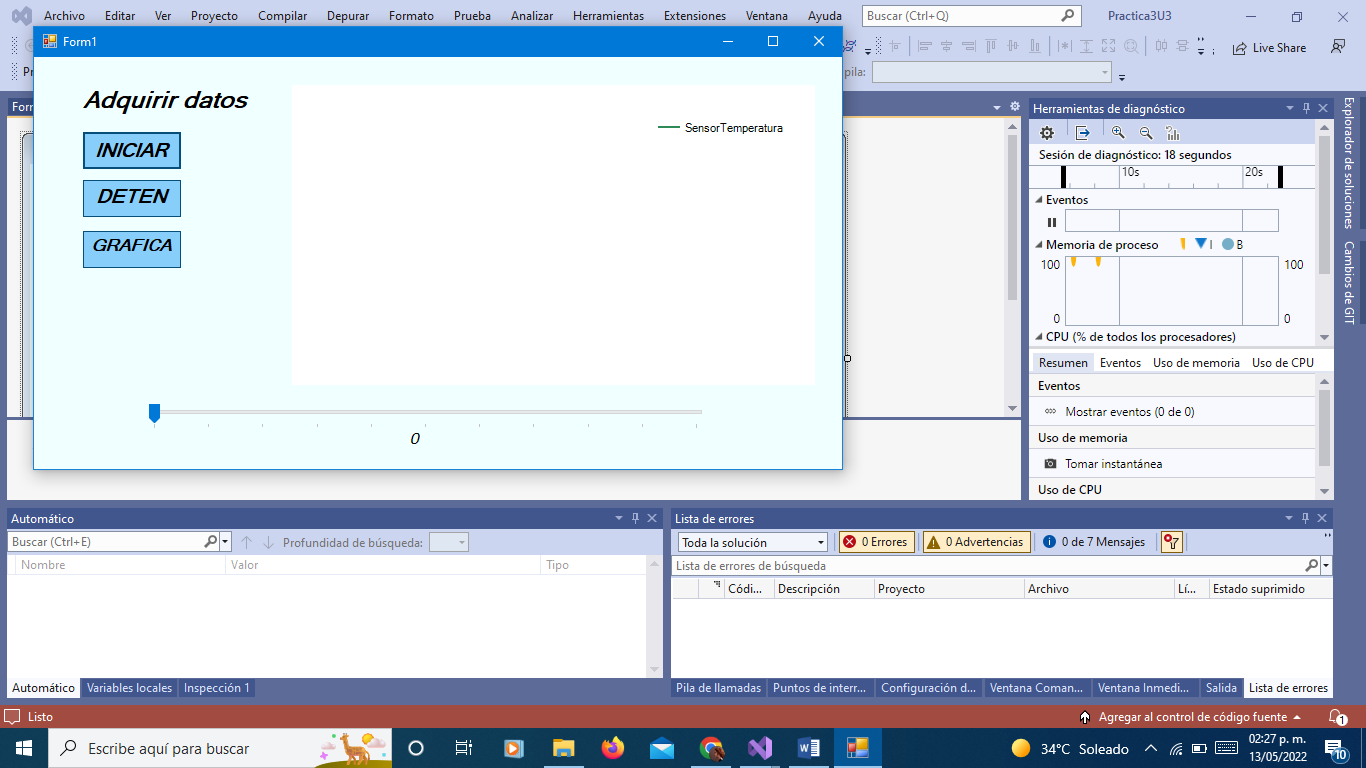 Archivo Editar Ver Proyecto Compilar Depurar Formato Prueba Analizar Herramientas Extensiones Ventana Ayuda Buscar (Ctrl+Q) Practica3U3
Form1
Live Share
pila:
Adquirir datos
INICIAR
DETEN
GRAFICA
SensorTemperatura
0
Herramientas de diagnóstico
Sesión de diagnóstico: 18 segundos
10s 20s
Eventos
Memoria de proceso I B
100 100
0 0
CPU (% de todos los procesadores)
Resumen Eventos Uso de memoria Uso de CPU
Eventos
Mostrar eventos (0 de 0)
Uso de memoria
Tomar instantánea
Uso de CPU
Explorador de soluciones
Cambios de GIT
Automático
Buscar (Ctrl+E) Profundidad de búsqueda:
Nombre Valor Tipo
Automático Variables locales Inspección 1
Lista de errores
Toda la solución 0 Errores 0 Advertencias 0 de 7 Mensajes
Lista de errores de búsqueda
Códi... Descripción Proyecto Archivo Lí... Estado suprimido
Pila de llamadas Puntos de interr... Configuración d... Ventana Coman... Ventana Inmedi... Salida Lista de errores
Listo Agregar al control de código fuente 1
Escribe aquí para buscar 34°C Soleado 02:27 p. m.
13/05/2022 10